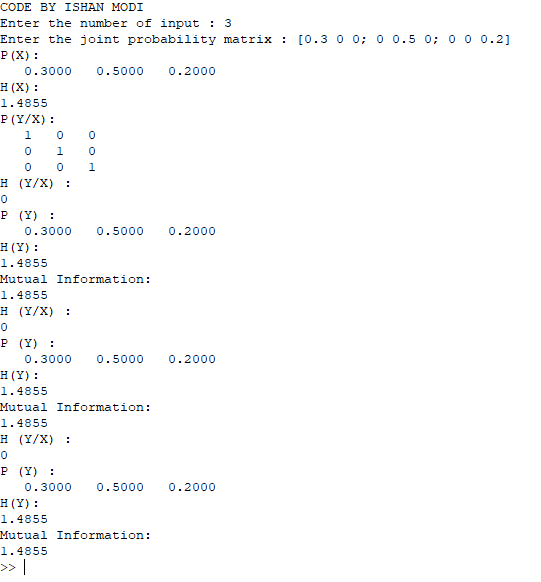 CODE BY ISHAN MODI
Enter the number of input : 3
Enter the joint probability matrix : [0.3 0 0; 0 0.5 0; 0 0 0.2]
P(X):
0.3000 0.5000 0.2000
H(X):
1.4855
P(Y/X):
1 0 0
0 1 0
0 0 1
H (Y/X) :
0
P (Y) :
0.3000 0.5000 0.2000
H(Y):
1.4855
Mutual Information:
1.4855
H (Y/X) :
0
P (Y) :
0.3000 0.5000 0.2000
H(Y):
1.4855
Mutual Information:
1.4855
H (Y/X) :
0
P (Y) :
0.3000 0.5000 0.2000
H(Y):
1.4855
Mutual Information:
1.4855
>>